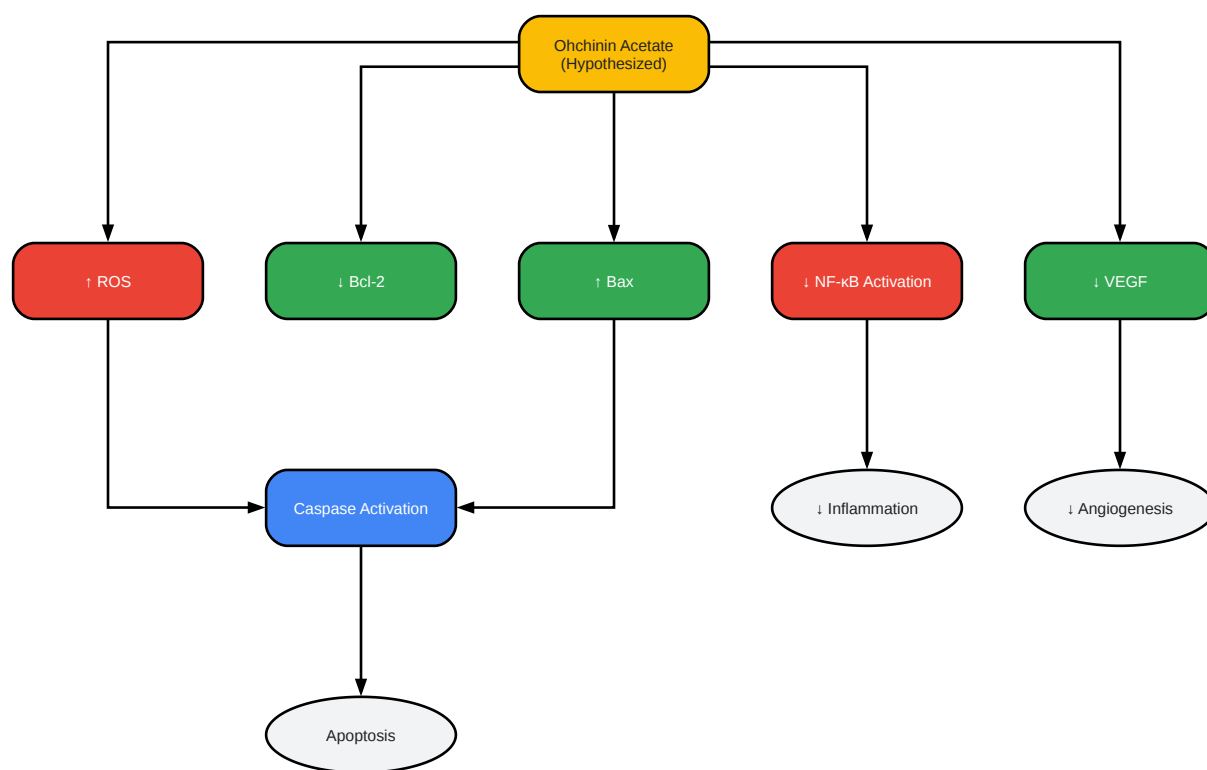 Ohchinin Acetate
(Hypothesized)
↑ ROS
↓ Bcl-2
↑ Bax
↓ NF-κB Activation
↓ VEGF
Caspase Activation
↓ Inflammation
↓ Angiogenesis
Apoptosis